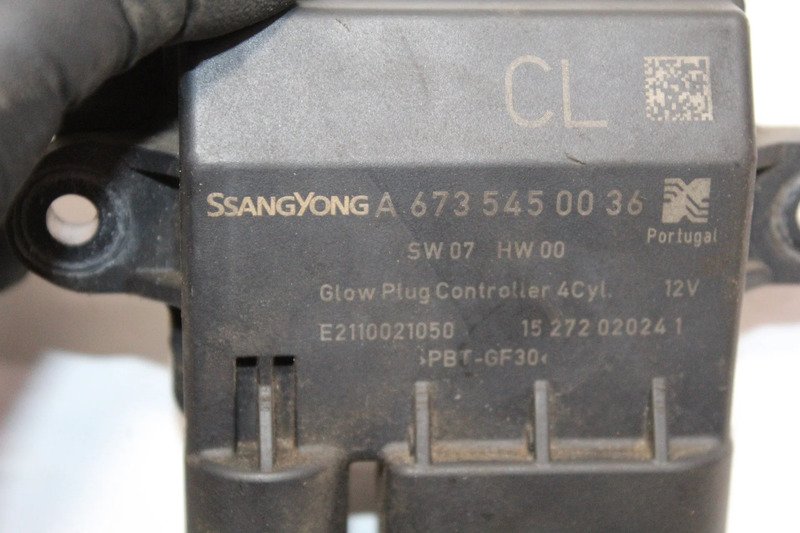 CL
SSANGYONG A 673 545 00 36
Portugal
SW 07 HW 00
Glow Plug Controller 4Cyl. 12V
E2110021050 15 272 02024 1
>PBT-GF30<